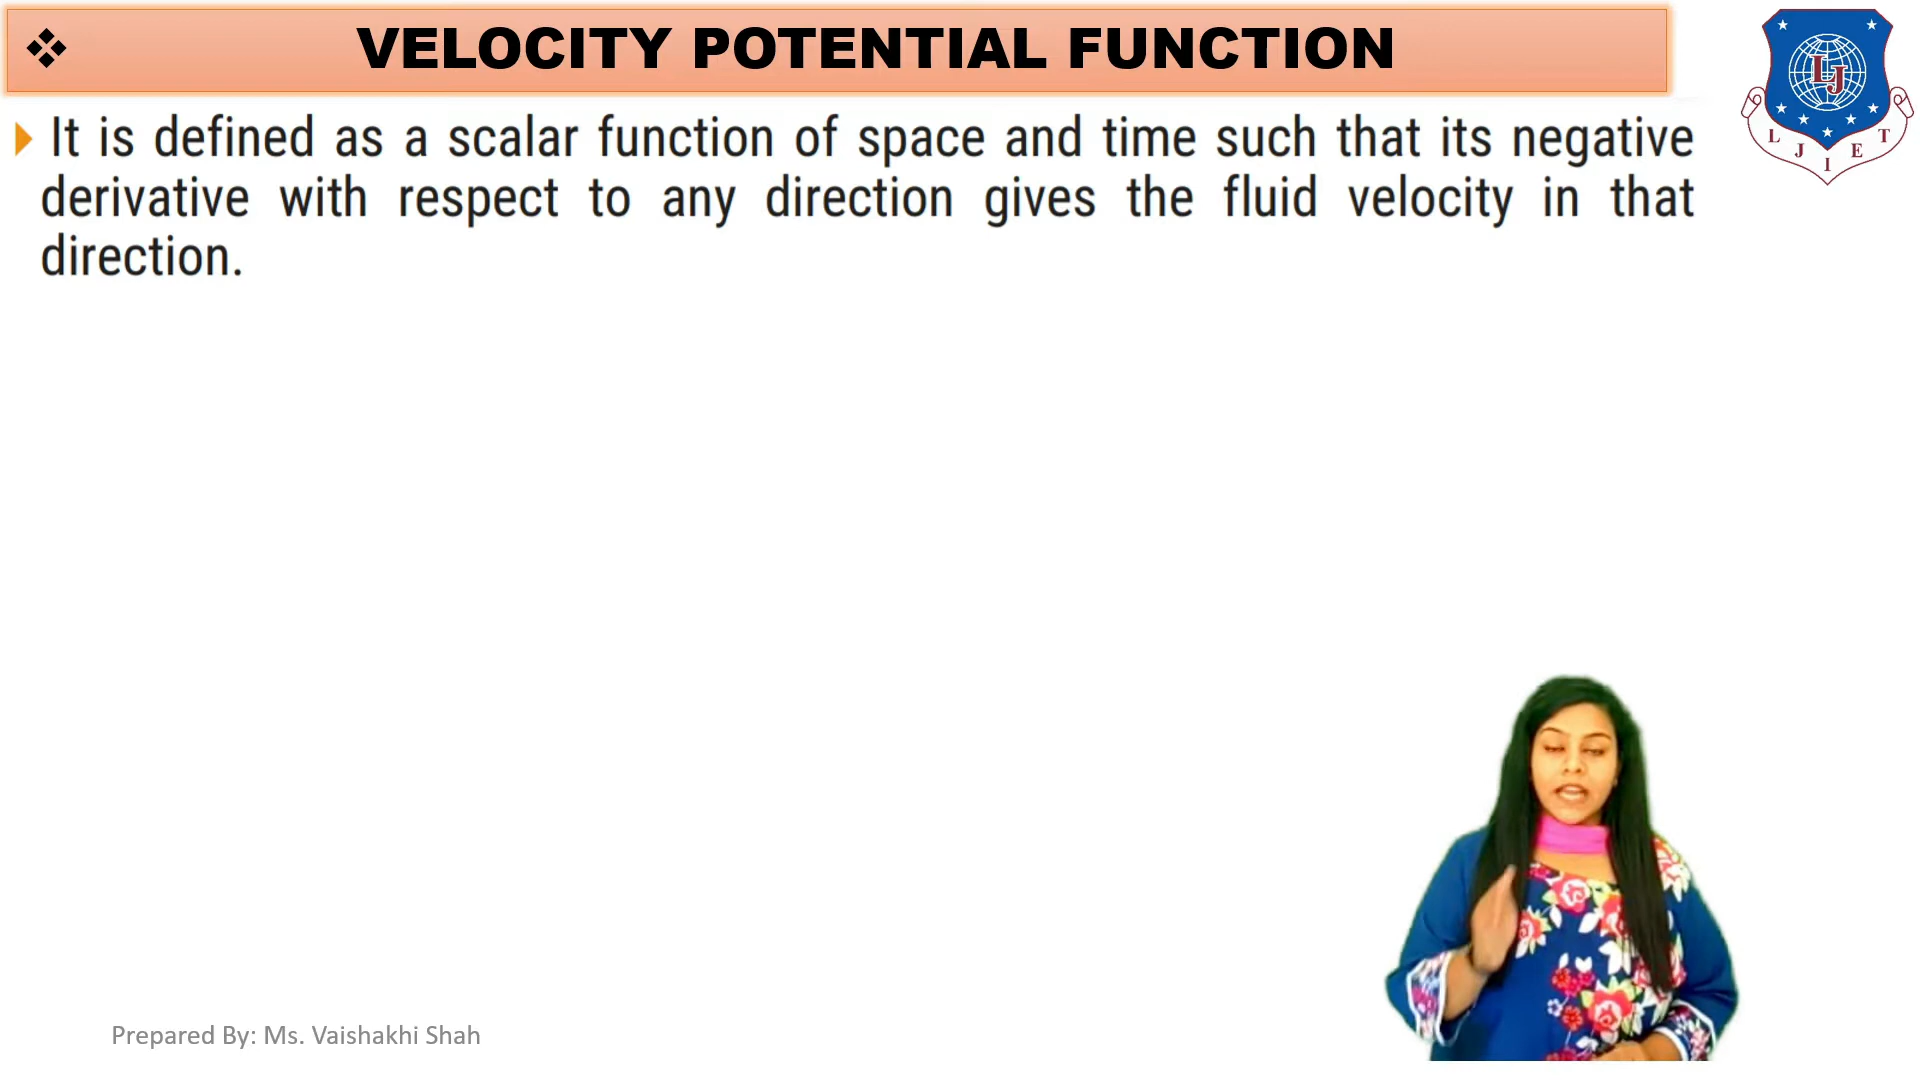 VELOCITY POTENTIAL FUNCTION
It is defined as a scalar function of space and time such that its negative
derivative with respect to any direction gives the fluid velocity in that
direction.
LJ
L J I E T
Prepared By: Ms. Vaishakhi Shah